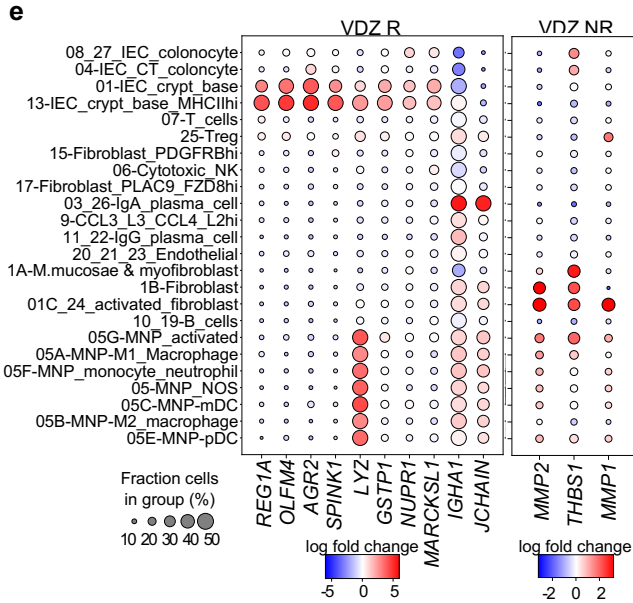 e
VDZ R
VDZ NR
08_27_IEC_colonocyte
04-IEC_CT_coloncyte
01-IEC_crypt_base
13-IEC_crypt_base_MHCIIhi
07-T_cells
25-Treg
15-Fibroblast_PDGFRBhi
06-Cytotoxic_NK
17-Fibroblast_PLAC9_FZD8hi
03_26-IgA_plasma_cell
9-CCL3_L3_CCL4_L2hi
11_22-IgG_plasma_cell
20_21_23_Endothelial
1A-M.mucosae & myofibroblast
1B-Fibroblast
01C_24_activated_fibroblast
10_19-B_cells
05G-MNP_activated
05A-MNP-M1_Macrophage
05F-MNP_monocyte_neutrophil
05-MNP_NOS
05C-MNP-mDC
05B-MNP-M2_macrophage
05E-MNP-pDC
REG1A
OLFM4
AGR2
SPINK1
LYZ
GSTP1
NUPR1
MARCKSL1
IGHA1
JCHAIN
MMP2
THBS1
MMP1
Fraction cells
in group (%)
10 20 30 40 50
log fold change
-5 0 5
log fold change
-2 0 2